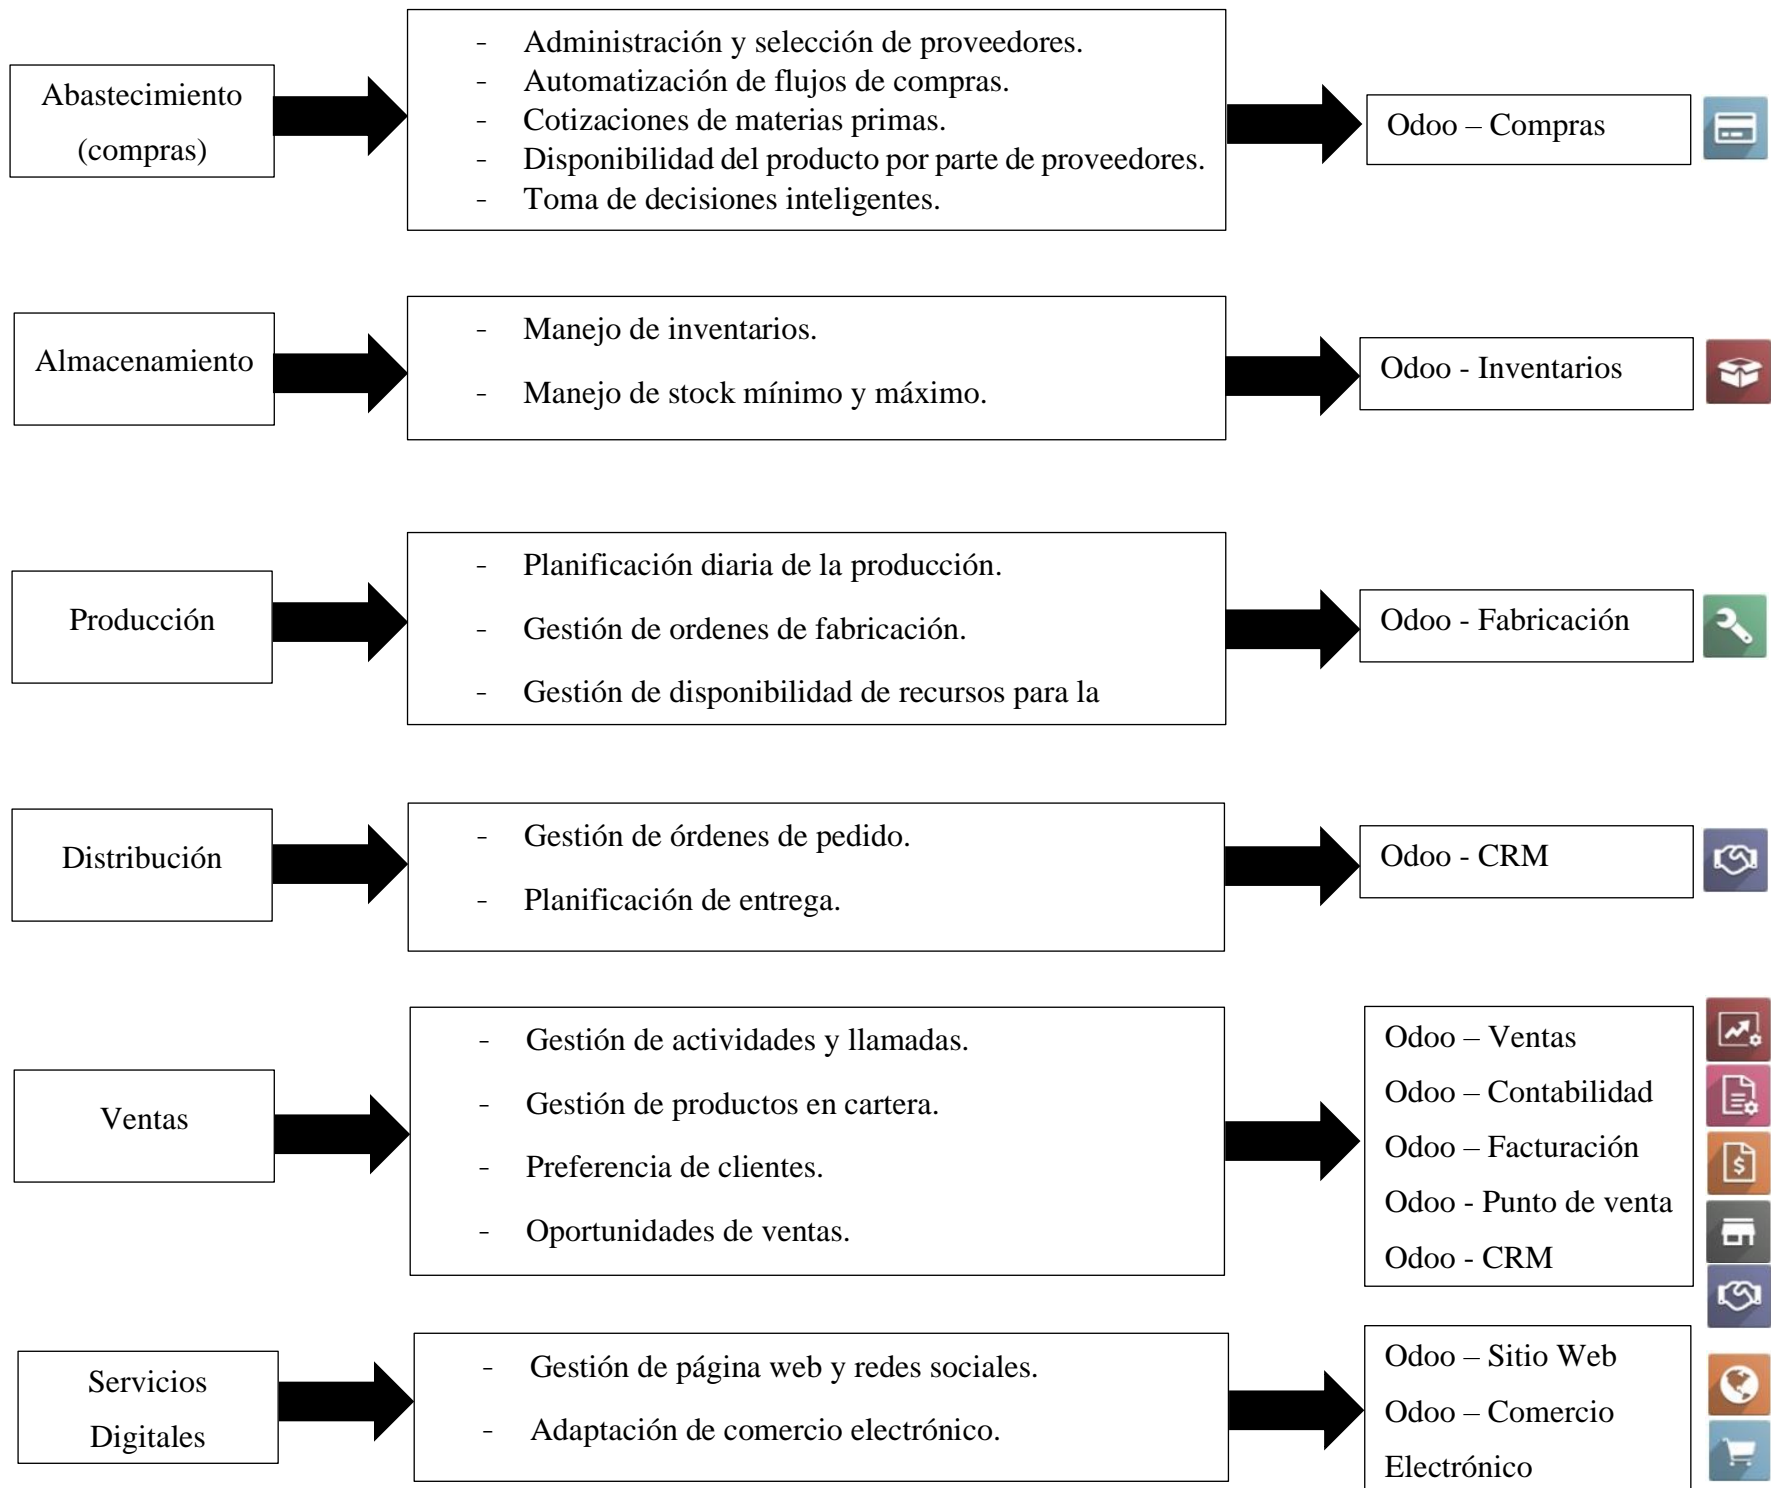 Abastecimiento
(compras)
- Administración y selección de proveedores.
- Automatización de flujos de compras.
- Cotizaciones de materias primas.
- Disponibilidad del producto por parte de proveedores.
- Toma de decisiones inteligentes.
Odoo – Compras
Almacenamiento
- Manejo de inventarios.
- Manejo de stock mínimo y máximo.
Odoo - Inventarios
Producción
- Planificación diaria de la producción.
- Gestión de ordenes de fabricación.
- Gestión de disponibilidad de recursos para la
Odoo - Fabricación
Distribución
- Gestión de órdenes de pedido.
- Planificación de entrega.
Odoo - CRM
Ventas
- Gestión de actividades y llamadas.
- Gestión de productos en cartera.
- Preferencia de clientes.
- Oportunidades de ventas.
Odoo – Ventas
Odoo – Contabilidad
Odoo – Facturación
Odoo - Punto de venta
Odoo - CRM
Servicios
Digitales
- Gestión de página web y redes sociales.
- Adaptación de comercio electrónico.
Odoo – Sitio Web
Odoo – Comercio
Electrónico